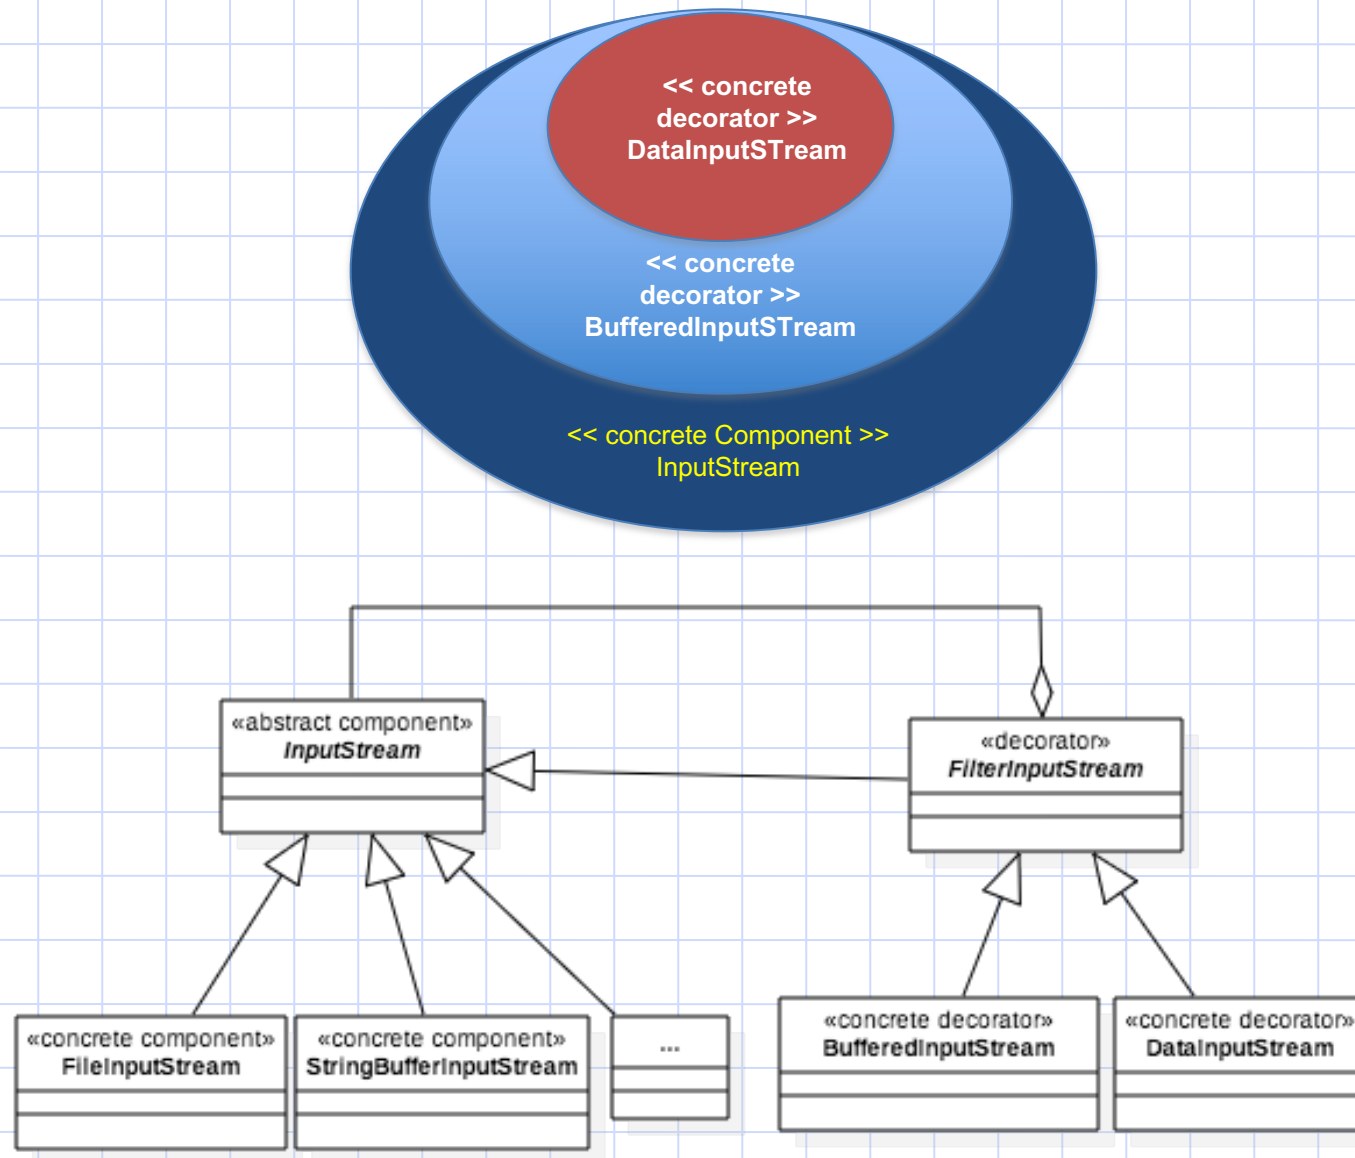 << concrete
decorator >>
DataInputSTream
<< concrete
decorator >>
BufferedInputSTream
<< concrete Component >>
InputStream
«abstract component»
InputStream
«decorator»
FilterInputStream
«concrete component»
FileInputStream
«concrete component»
StringBufferInputStream
...
«concrete decorator»
BufferedInputStream
«concrete decorator»
DataInputStream